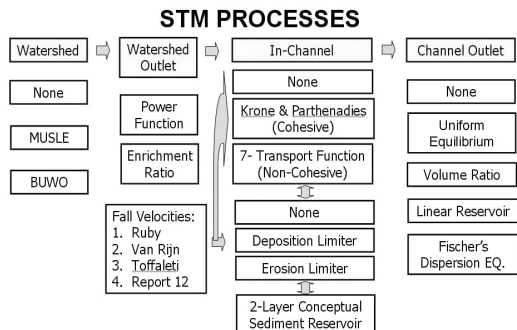 STM PROCESSES
Watershed
Watershed
Outlet
In-Channel
Channel Outlet
None
MUSLE
BUWO
Power
Function
Enrichment
Ratio
Fall Velocities:
1. Ruby
2. Van Rijn
3. Toffaleti
4. Report 12
None
Krone & Parthenadies
(Cohesive)
7- Transport Function
(Non-Cohesive)
None
Deposition Limiter
Erosion Limiter
2-Layer Conceptual
Sediment Reservoir
None
Uniform
Equilibrium
Volume Ratio
Linear Reservoir
Fischer's
Dispersion EQ.